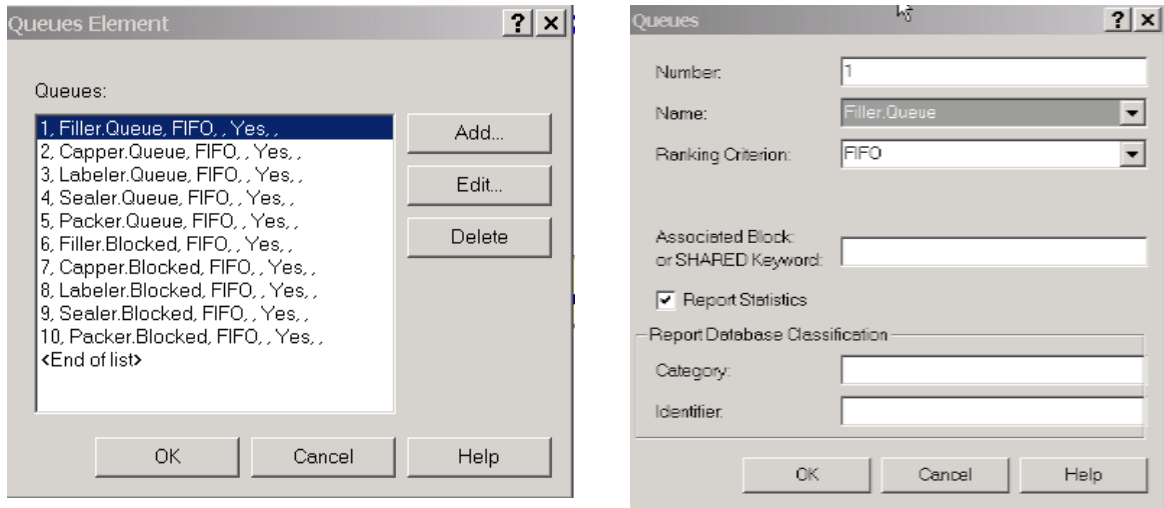 Queues Element
Queues:
1, Filler.Queue, FIFO, , Yes, ,
2, Capper.Queue, FIFO, , Yes, ,
3, Labeler.Queue, FIFO, , Yes, ,
4, Sealer.Queue, FIFO, , Yes, ,
5, Packer.Queue, FIFO, , Yes, ,
6, Filler.Blocked, FIFO, , Yes, ,
7, Capper.Blocked, FIFO, , Yes, ,
8, Labeler.Blocked, FIFO, , Yes, ,
9, Sealer.Blocked, FIFO, , Yes, ,
10, Packer.Blocked, FIFO, , Yes, ,
<End of list>
Add...
Edit...
Delete
OK Cancel Help
Queues
Number: 1
Name: Filler.Queue
Ranking Criterion: FIFO
Associated Block
or SHARED Keyword:
Report Statistics
Report Database Classification
Category:
Identifier:
OK Cancel Help